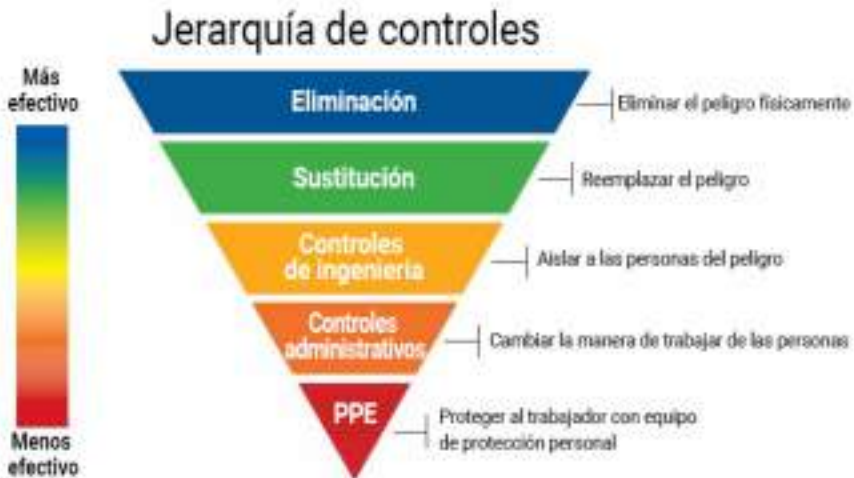 Jerarquía de controles
Más
efectivo
Eliminación
Eliminar el peligro físicamente
Sustitución
Reemplazar el peligro
Controles
de ingeniería
Aislar a las personas del peligro
Controles
administrativos
Cambiar la manera de trabajar de las personas
PPE
Proteger al trabajador con equipo
de protección personal
Menos
efectivo